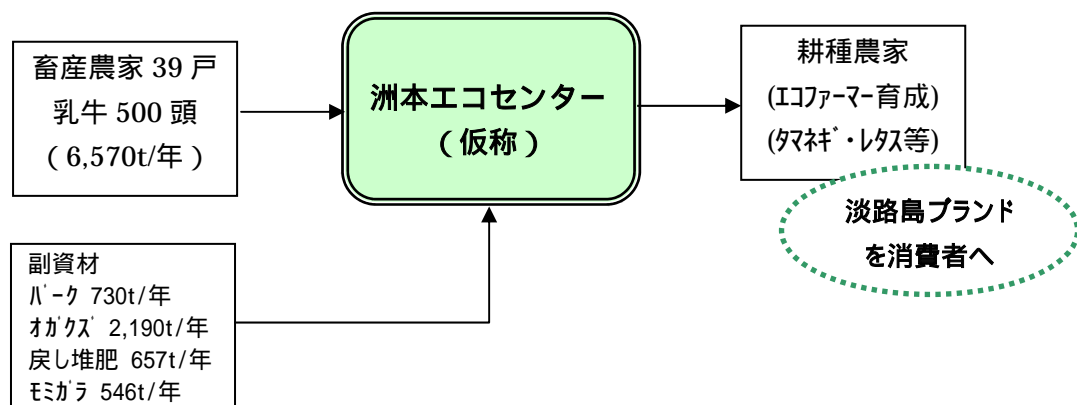 畜産農家 39 戸
乳牛 500 頭
（6,570t/年）
洲本エコセンター
（仮称）
耕種農家
(ｴｺﾌｧｰﾏｰ育成)
(ﾀﾏﾈｷﾞ・ﾚﾀｽ等)
淡路島ブランド
を消費者へ
副資材
ﾊﾞｰｸ 730t/年
ｵｶﾞｸｽﾞ 2,190t/年
戻し堆肥 657t/年
ﾓﾐｶﾞﾗ 546t/年